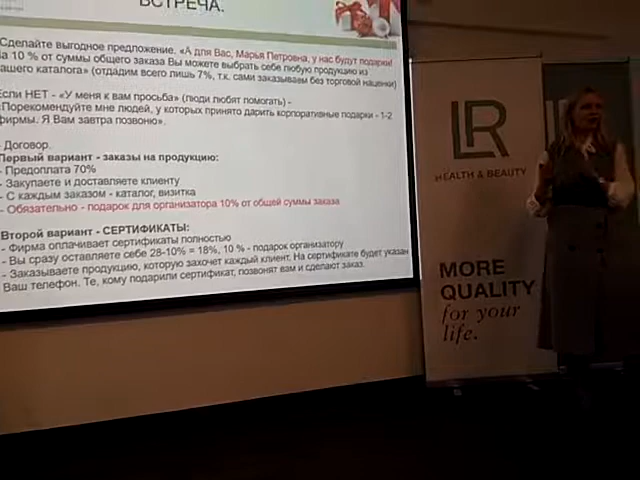 ВСТРЕЧА.
Сделайте выгодное предложение. «А для Вас, Марья Петровна, у нас будут подарки!
На 10 % от суммы общего заказа Вы можете выбрать себе любую продукцию из
нашего каталога» (отдадим всего лишь 7%, т.к. сами заказываем без торговой наценки)
Если НЕТ - «У меня к вам просьба» (люди любят помогать) -
«Порекомендуйте мне людей, у которых принято дарить корпоративные подарки - 1-2
фирмы. Я Вам завтра позвоню».
- Договор.
Первый вариант - заказы на продукцию:
- Предоплата 70%
- Закупаете и доставляете клиенту
- С каждым заказом - каталог, визитка
- Обязательно - подарок для организатора 10% от общей суммы заказа
Второй вариант - СЕРТИФИКАТЫ:
- Фирма оплачивает сертификаты полностью
- Вы сразу оставляете себе 28-10% = 18%, 10 % - подарок организатору
- Заказываете продукцию, которую захочет каждый клиент. На сертификате будет указан
Ваш телефон. Те, кому подарили сертификат, позвонят вам и сделают заказ.
LR
HEALTH & BEAUTY
MORE
QUALITY
for your
life.